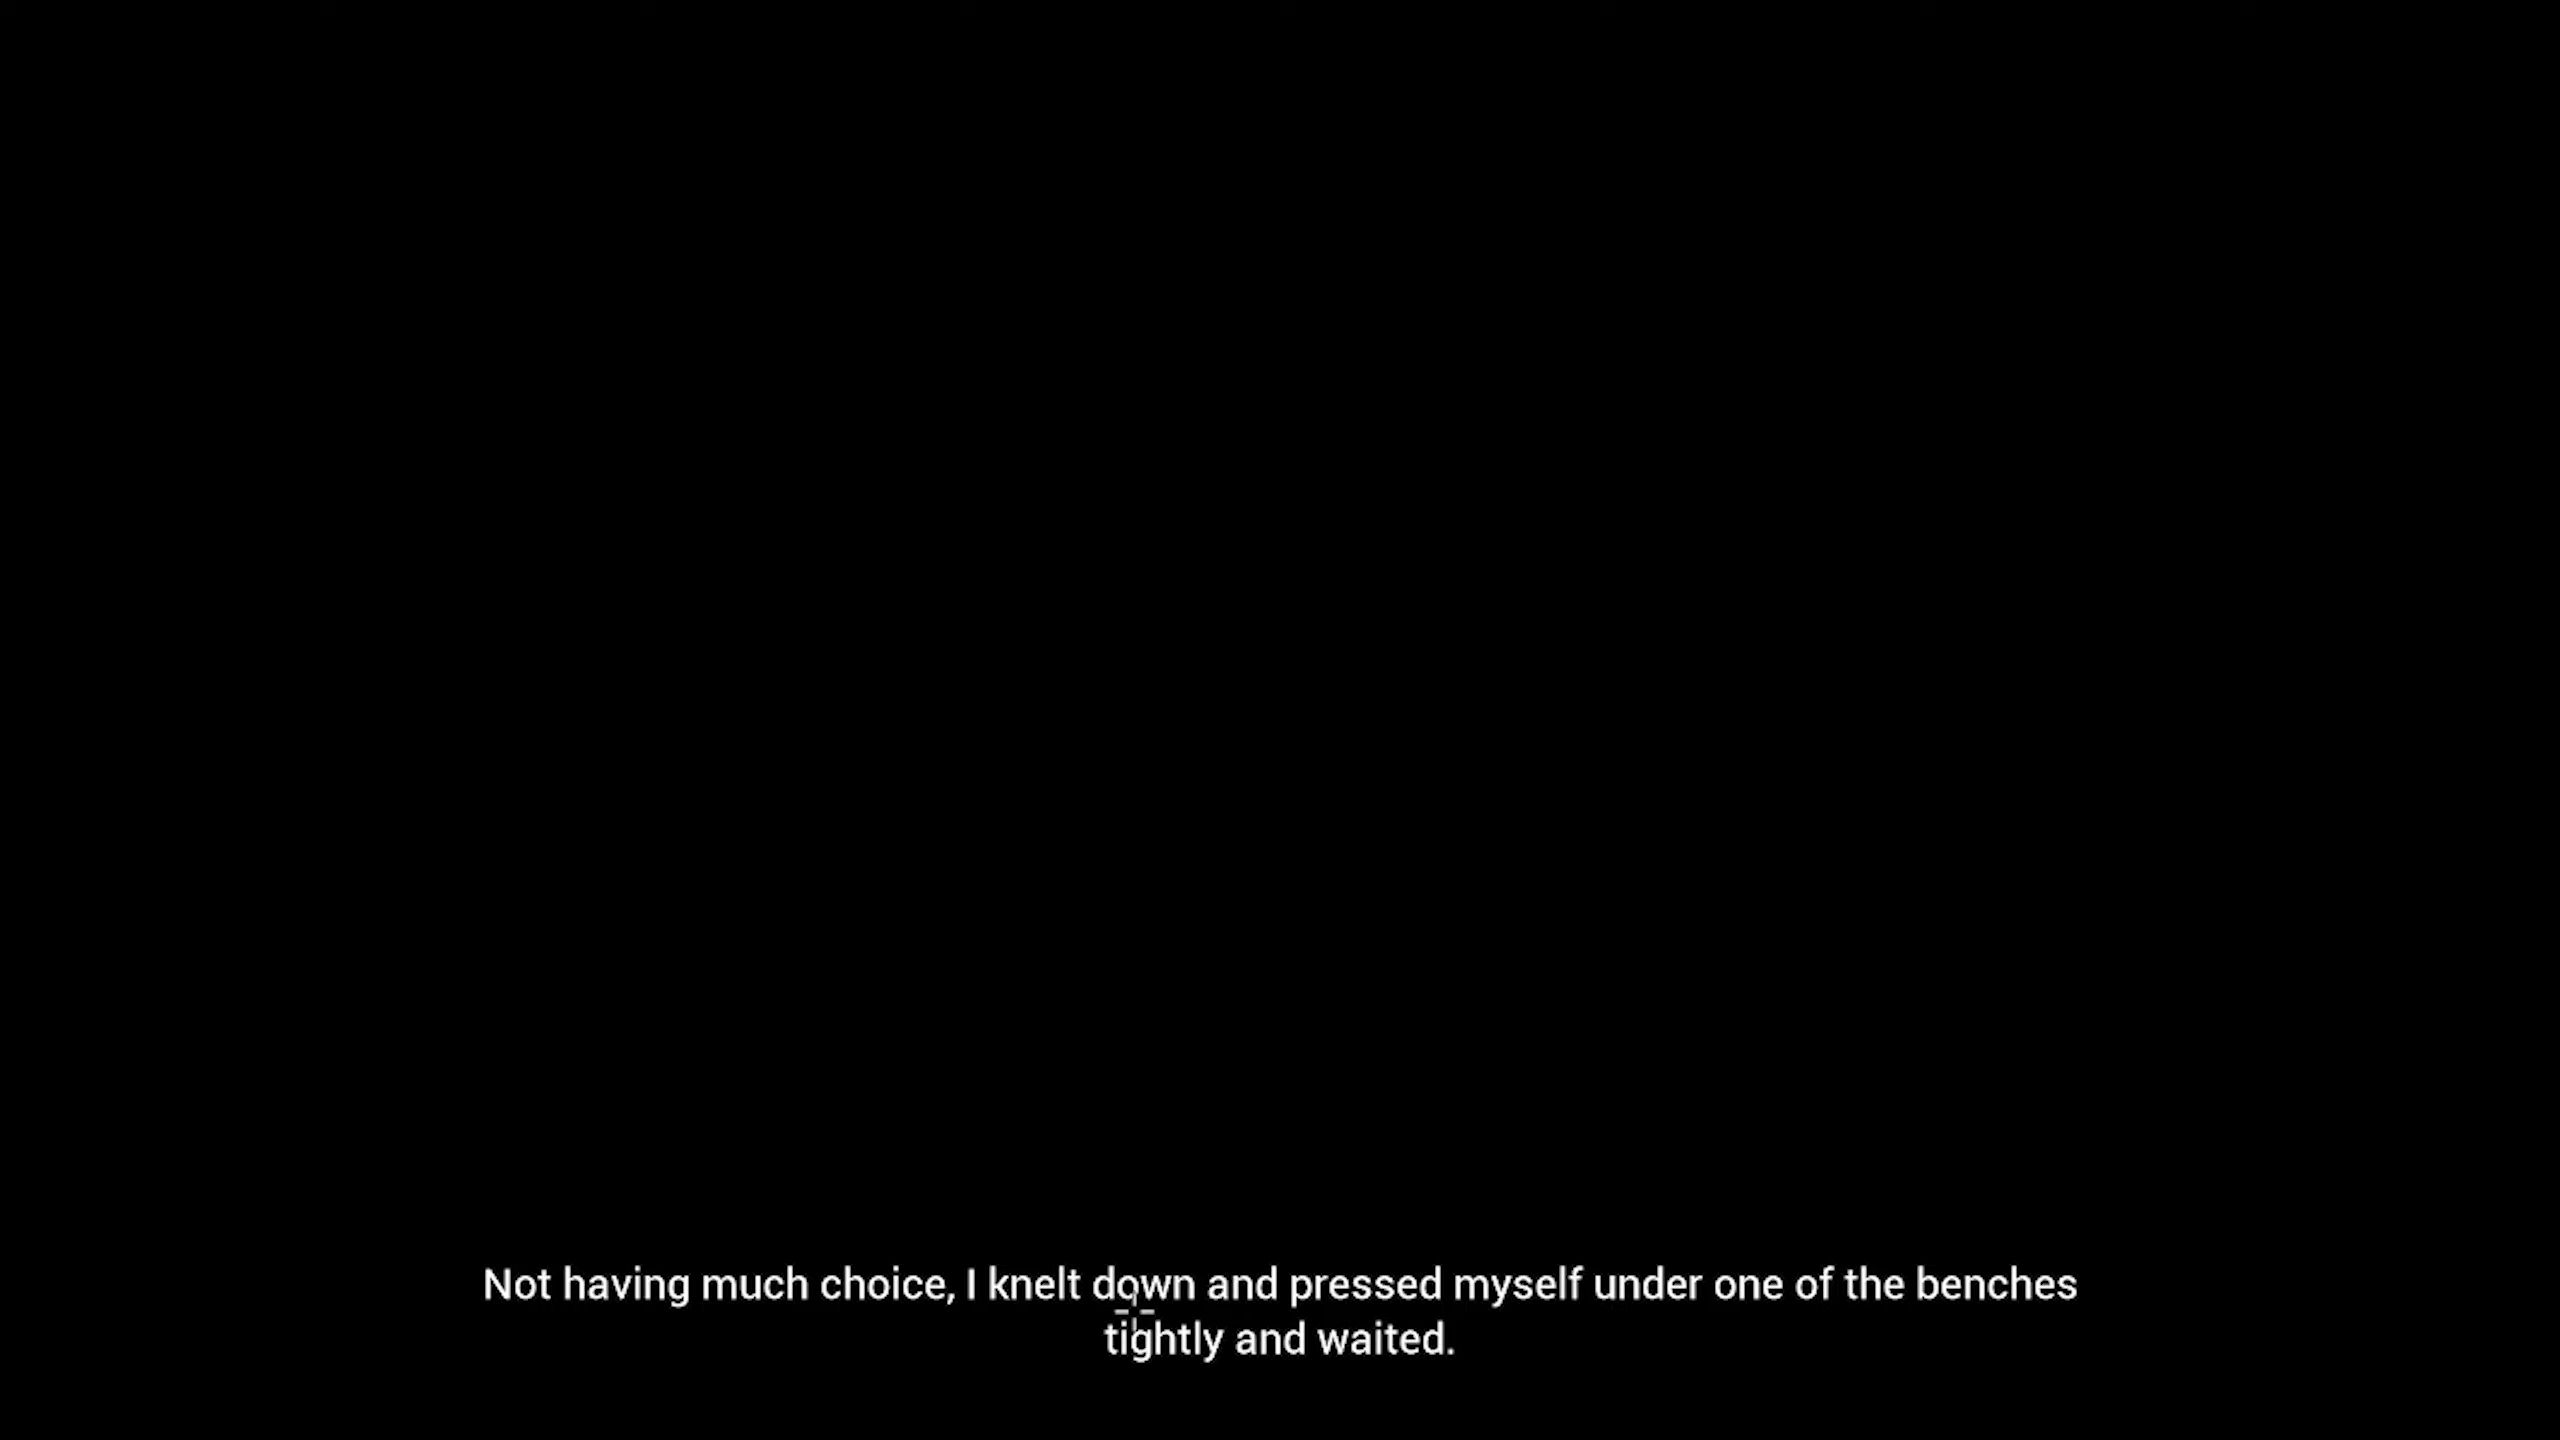 Not having much choice, I knelt down and pressed myself under one of the benches
tightly and waited.